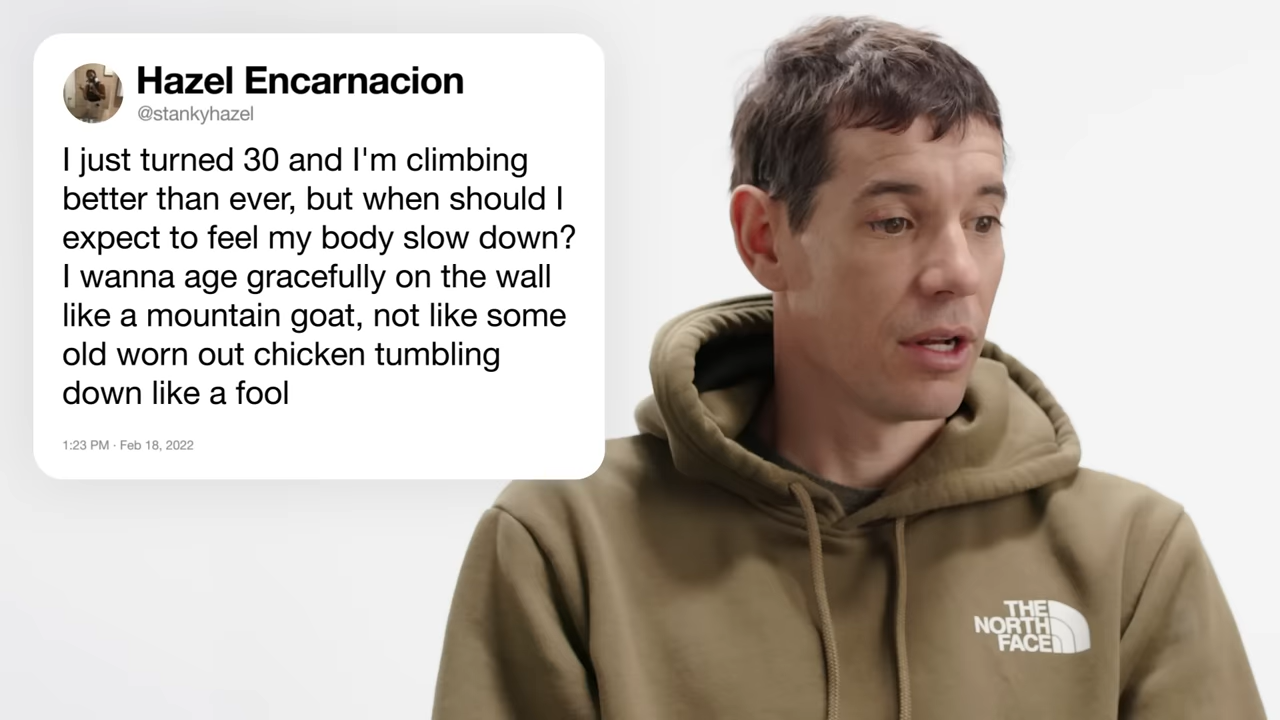 Hazel Encarnacion
@stankyhazel
I just turned 30 and I'm climbing
better than ever, but when should I
expect to feel my body slow down?
I wanna age gracefully on the wall
like a mountain goat, not like some
old worn out chicken tumbling
down like a fool
1:23 PM · Feb 18, 2022
THE
NORTH
FACE